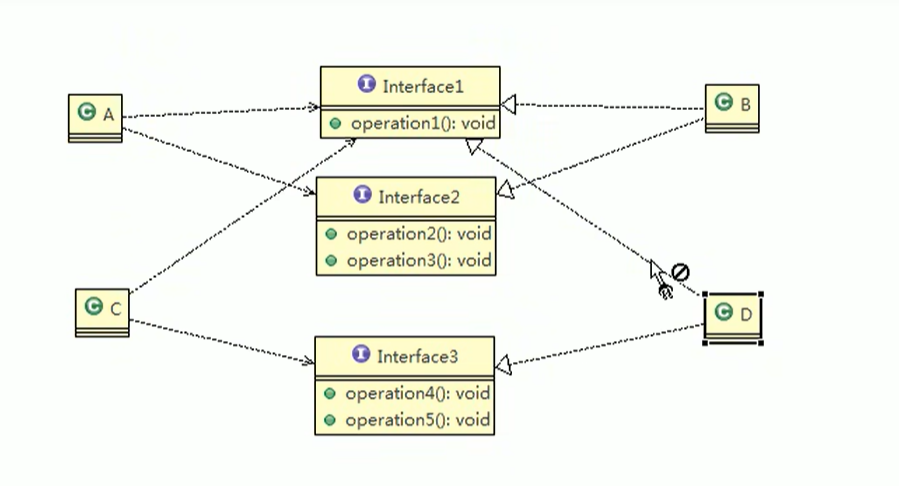 I Interface1
operation1(): void
C A
C B
I Interface2
operation2(): void
operation3(): void
C C
C D
I Interface3
operation4(): void
operation5(): void